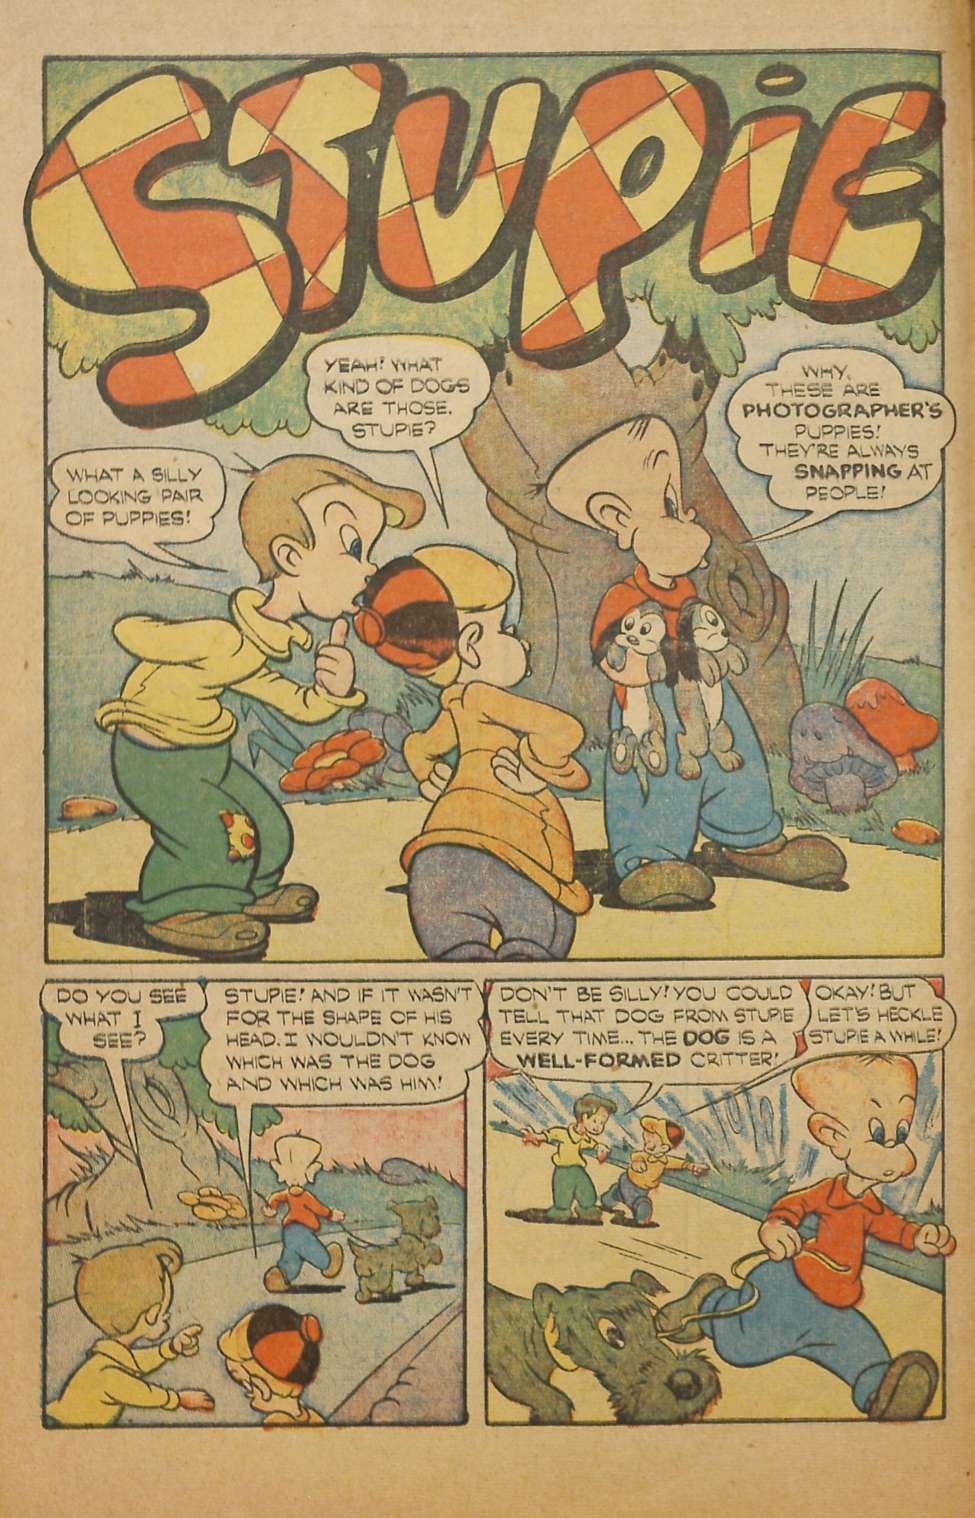 STUPIE
WHAT A SILLY
LOOKING PAIR
OF PUPPIES!
YEAH! WHAT
KIND OF DOGS
ARE THOSE,
STUPIE?
WHY,
THESE ARE
PHOTOGRAPHER'S
PUPPIES!
THEY'RE ALWAYS
SNAPPING AT
PEOPLE!
DO YOU SEE
WHAT I
SEE?
STUPIE! AND IF IT WASN'T
FOR THE SHAPE OF HIS
HEAD, I WOULDN'T KNOW
WHICH WAS THE DOG
AND WHICH WAS HIM!
DON'T BE SILLY! YOU COULD
TELL THAT DOG FROM STUPIE
EVERY TIME... THE DOG IS A
WELL-FORMED CRITTER!
OKAY! BUT
LET'S HECKLE
STUPIE A WHILE!